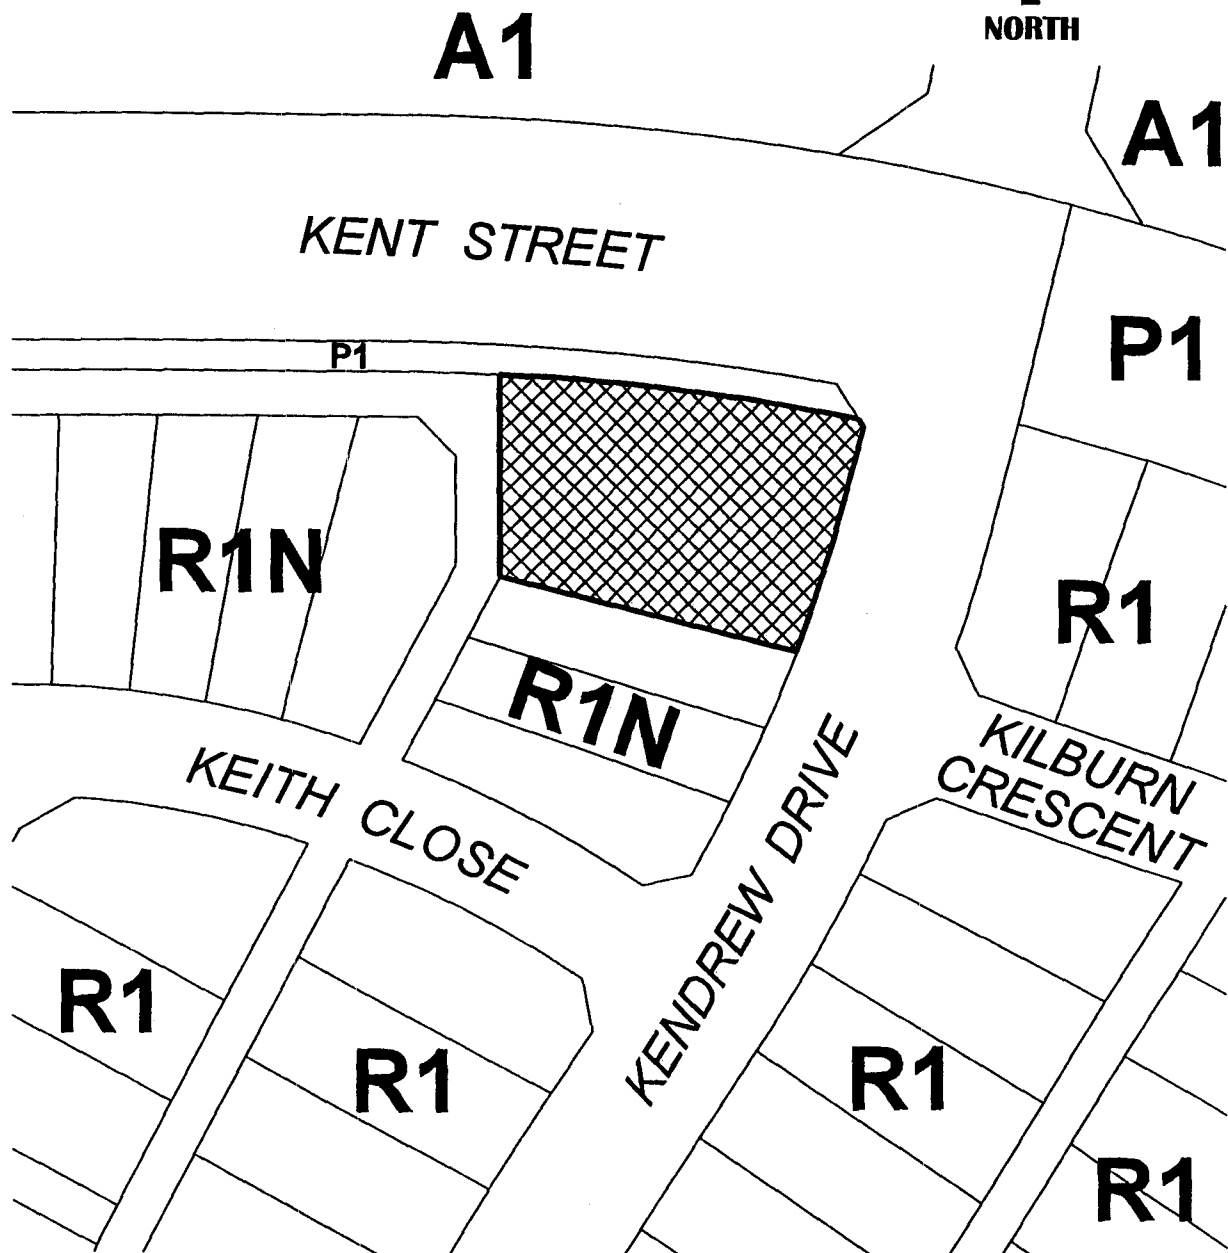 NORTH
A1
A1
KENT STREET
P1
P1
R1N
R1
R1N
KILBURN
CRESCENT
KEITH CLOSE
KENDREW DRIVE
R1
R1
R1
R1